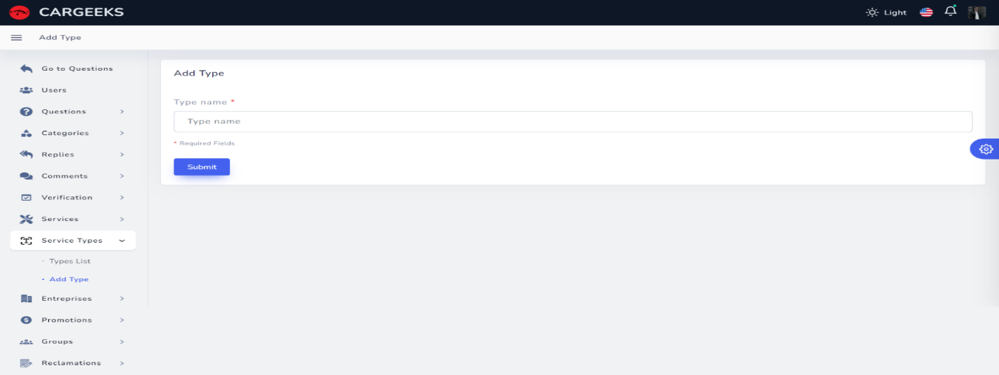 CARGEEKS
Light
Add Type
Go to Questions
Users
Questions
Categories
Replies
Comments
Verification
Services
Service Types
Types List
Add Type
Entreprises
Promotions
Groups
Reclamations
Add Type
Type name *
Type name
* Required Fields
Submit